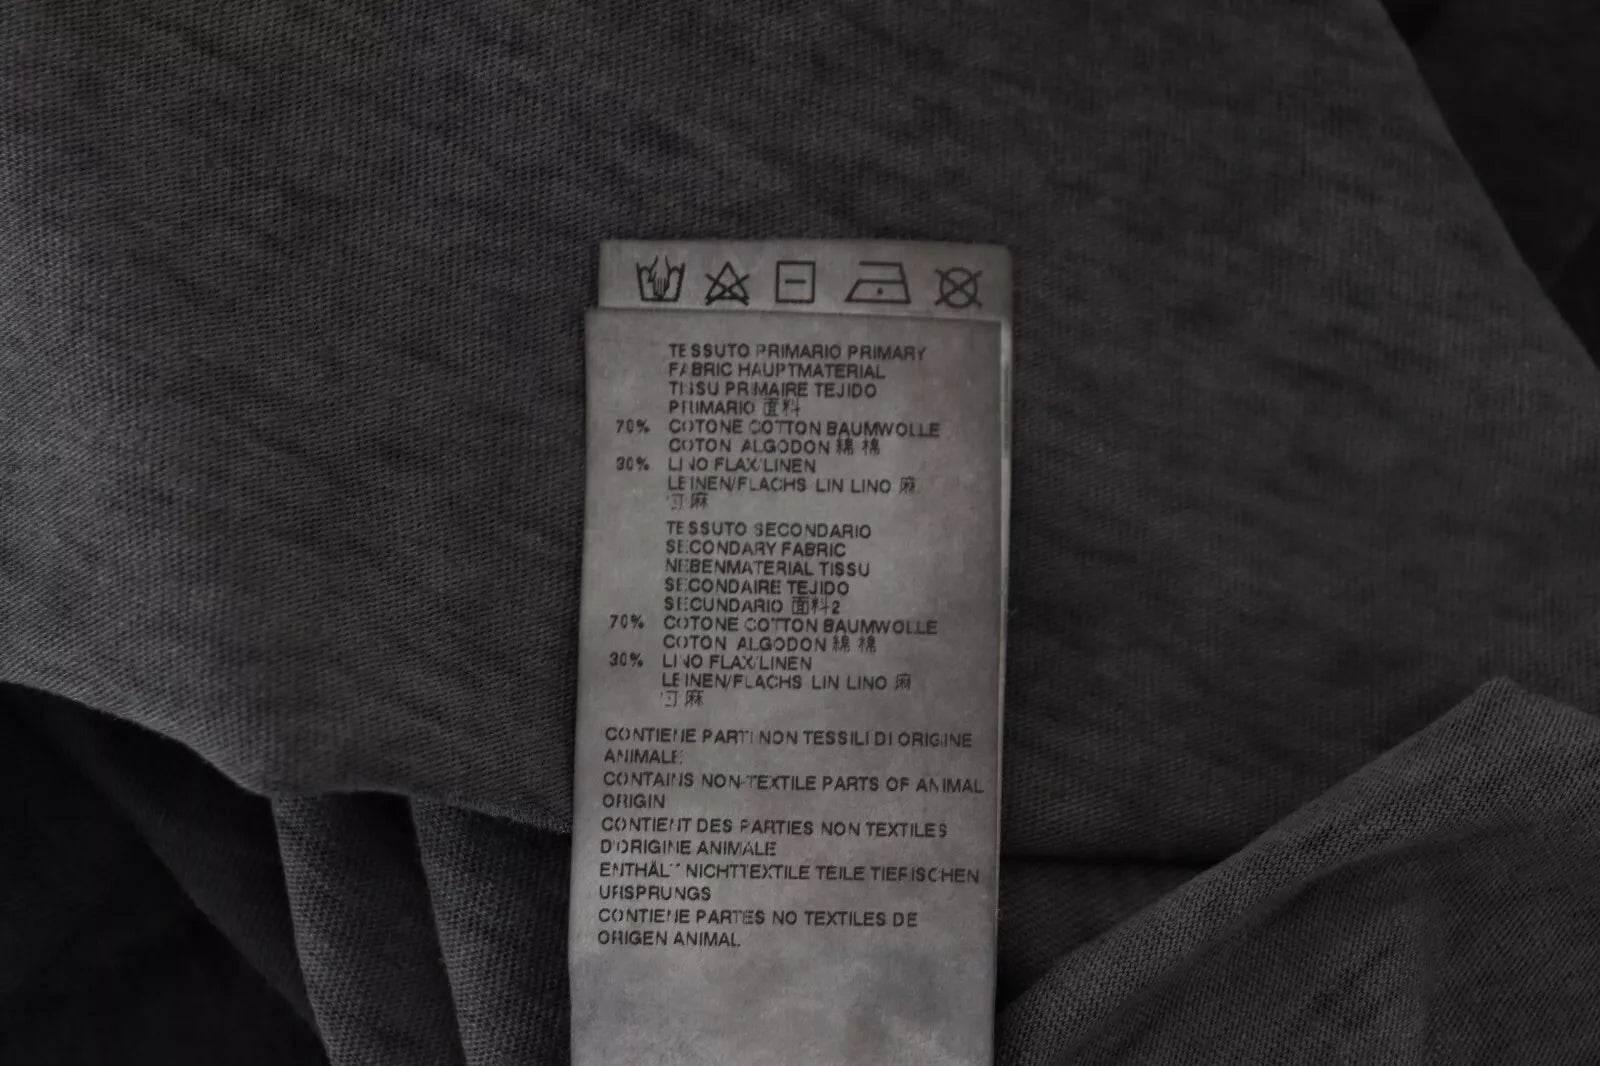 TESSUTO PRIMARIO PRIMARY
FABRIC HAUPTMATERIAL
TISSU PRIMAIRE TEJIDO
PRIMARIO 面料
70% COTONE COTTON BAUMWOLLE
COTON ALGODON 綿 棉
30% LINO FLAX/LINEN
LEINEN/FLACHS LIN LINO 麻
麻
TESSUTO SECONDARIO
SECONDARY FABRIC
NEBENMATERIAL TISSU
SECONDAIRE TEJIDO
SECUNDARIO 面料2
70% COTONE COTTON BAUMWOLLE
COTON ALGODON 綿 棉
30% LINO FLAX/LINEN
LEINEN/FLACHS LIN LINO 麻
麻
CONTIENE PARTI NON TESSILI DI ORIGINE
ANIMALE
CONTAINS NON-TEXTILE PARTS OF ANIMAL
ORIGIN
CONTIENT DES PARTIES NON TEXTILES
D'ORIGINE ANIMALE
ENTHÄLT NICHTTEXTILE TEILE TIERISCHEN
URSPRUNGS
CONTIENE PARTES NO TEXTILES DE
ORIGEN ANIMAL